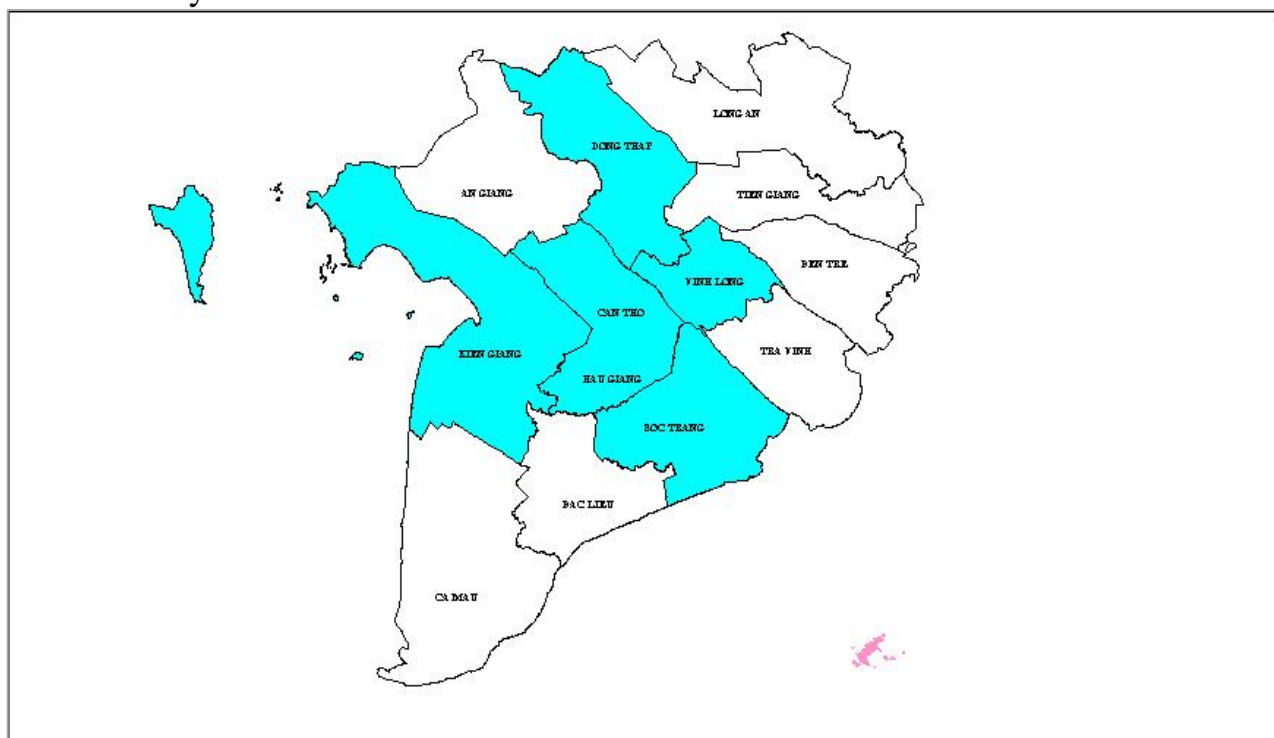 y
LONG AN
DONG THAP
AN GIANG
TIEN GIANG
BEN TRE
VINH LONG
CAN THO
TRA VINH
KIEN GIANG
HAU GIANG
SOC TRANG
BAC LIEU
CA MAU